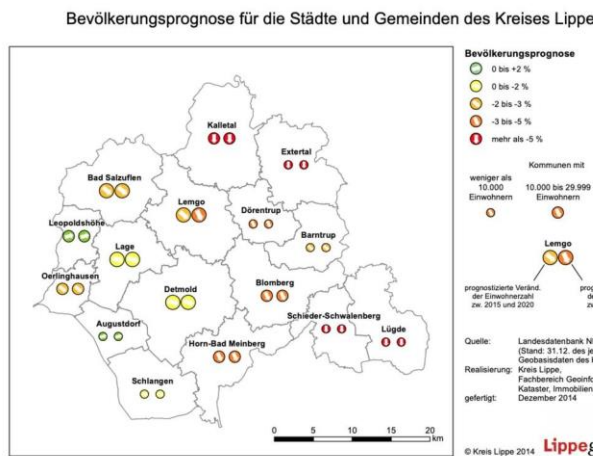 Bevölkerungsprognose für die Städte und Gemeinden des Kreises Lippe
Bevölkerungsprognose
0 bis +2 %
0 bis -2 %
-2 bis -3 %
-3 bis -5 %
mehr als -5 %
Kommunen mit
weniger als
10.000
Einwohnern
10.000 bis 29.999
Einwohnern
Lemgo
prognostizierte Veränd.
der Einwohnerzahl
zw. 2015 und 2020
Kalletal
Extertal
Bad Salzuflen
Lemgo
Dörentrup
Leopoldshöhe
Barntrup
Lage
Oerlinghausen
Detmold
Blomberg
Schieder-Schwalenberg
Augustdorf
Lügde
Horn-Bad Meinberg
Schlangen
0 5 10 15 20
km
Quelle: Landesdatenbank
(Stand: 31.12. des
Geobasisdaten des
Realisierung: Kreis Lippe,
Fachbereich
Kataster,
gefertigt: Dezember 2014
© Kreis Lippe 2014 Lippe